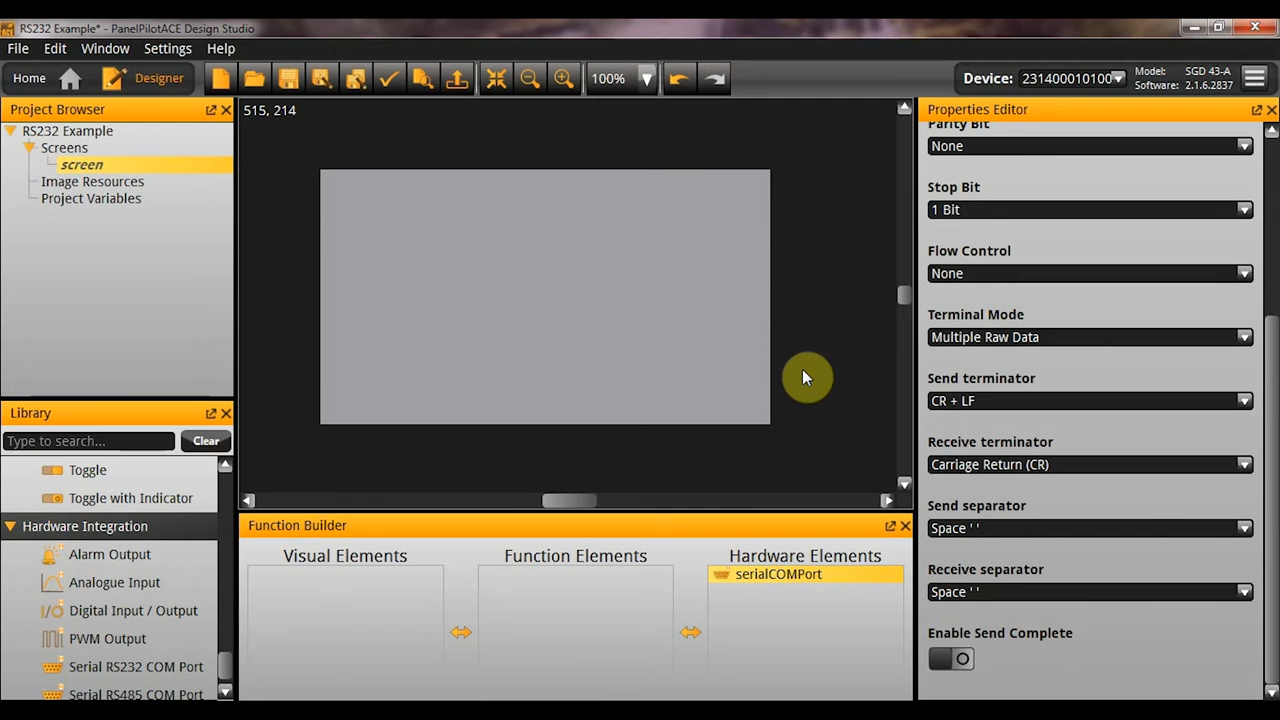 RS232 Example* - PanelPilotACE Design Studio
File Edit Window Settings Help
Home Designer 100% Device: 231400010100 Model: SGD 43-A
Software: 2.1.6.2837
Project Browser
RS232 Example
Screens
screen
Image Resources
Project Variables
Library
Type to search... Clear
Toggle
Toggle with Indicator
Hardware Integration
Alarm Output
Analogue Input
Digital Input / Output
PWM Output
Serial RS232 COM Port
Serial RS485 COM Port
515, 214
Function Builder
Visual Elements Function Elements Hardware Elements
serialCOMPort
Properties Editor
Parity Bit
None
Stop Bit
1 Bit
Flow Control
None
Terminal Mode
Multiple Raw Data
Send terminator
CR + LF
Receive terminator
Carriage Return (CR)
Send separator
Space ' '
Receive separator
Space ' '
Enable Send Complete